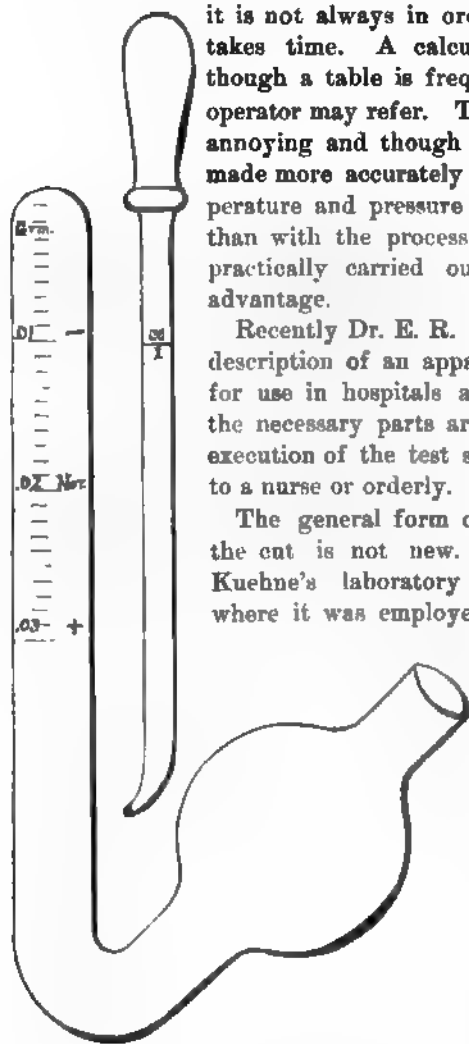 it is not always in ord
takes time. A calcu
though a table is freq
operator may refer. T
annoying and though
made more accurately
perature and pressure
than with the process
practically carried ou
advantage.
Recently Dr. E. R.
description of an appa
for use in hospitals a
the necessary parts ar
execution of the test s
to a nurse or orderly.
The general form o
the cut is not new.
Kuehne's laboratory
where it was employe
.01 −
.02 Nor.
.03 +